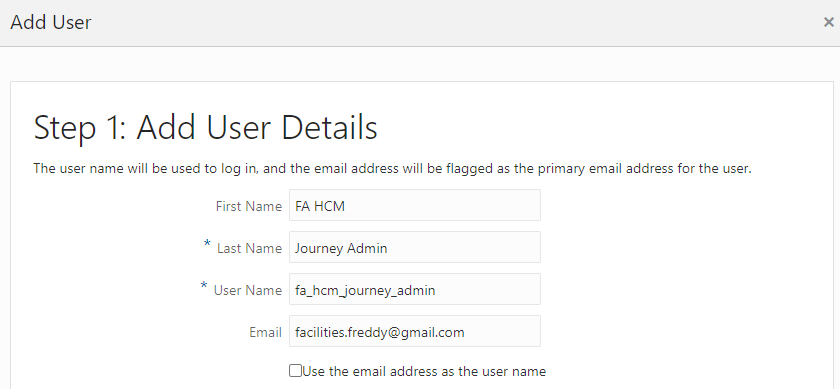 Add User
×
Step 1: Add User Details
The user name will be used to log in, and the email address will be flagged as the primary email address for the user.
First Name FA HCM
* Last Name Journey Admin
* User Name fa_hcm_journey_admin
Email facilities.freddy@gmail.com
Use the email address as the user name